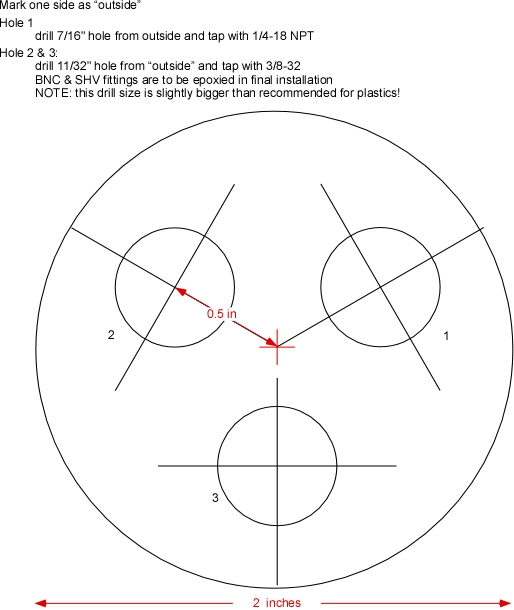 Mark one side as “outside”
Hole 1
drill 7/16" hole from outside and tap with 1/4-18 NPT
Hole 2 & 3:
drill 11/32" hole from “outside” and tap with 3/8-32
BNC & SHV fittings are to be epoxied in final installation
NOTE: this drill size is slightly bigger than recommended for plastics!
0.5 in
2
1
3
2 inches